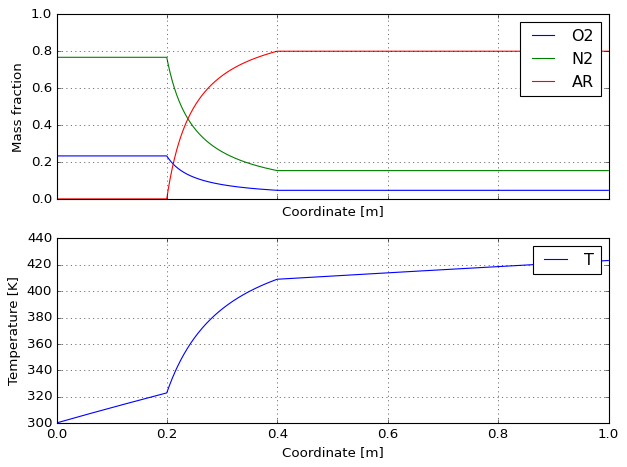 1.0
0.8
0.6
0.4
0.2
0.0
Mass fraction
O2
N2
AR
Coordinate [m]
440
420
400
380
360
340
320
300
Temperature [K]
T
0.0 0.2 0.4 0.6 0.8 1.0
Coordinate [m]